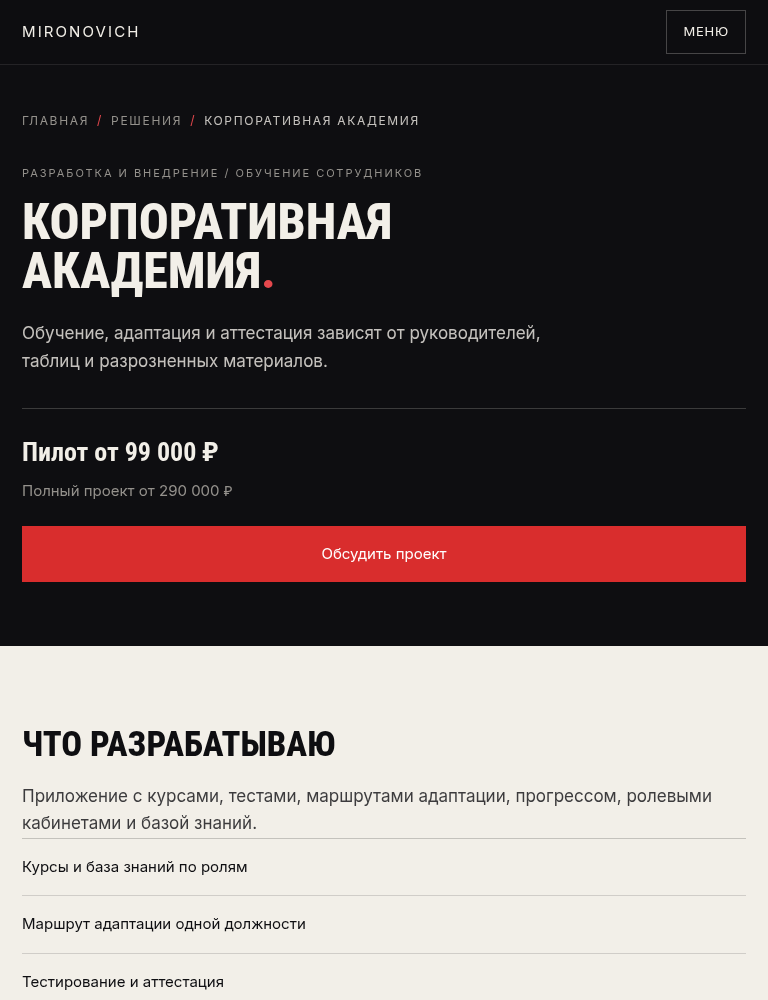 MIRONOVICH
МЕНЮ
ГЛАВНАЯ / РЕШЕНИЯ / КОРПОРАТИВНАЯ АКАДЕМИЯ
РАЗРАБОТКА И ВНЕДРЕНИЕ / ОБУЧЕНИЕ СОТРУДНИКОВ
КОРПОРАТИВНАЯ
АКАДЕМИЯ.
Обучение, адаптация и аттестация зависят от руководителей,
таблиц и разрозненных материалов.
Пилот от 99 000 ₽
Полный проект от 290 000 ₽
Обсудить проект
ЧТО РАЗРАБАТЫВАЮ
Приложение с курсами, тестами, маршрутами адаптации, прогрессом, ролевыми
кабинетами и базой знаний.
Курсы и база знаний по ролям
Маршрут адаптации одной должности
Тестирование и аттестация